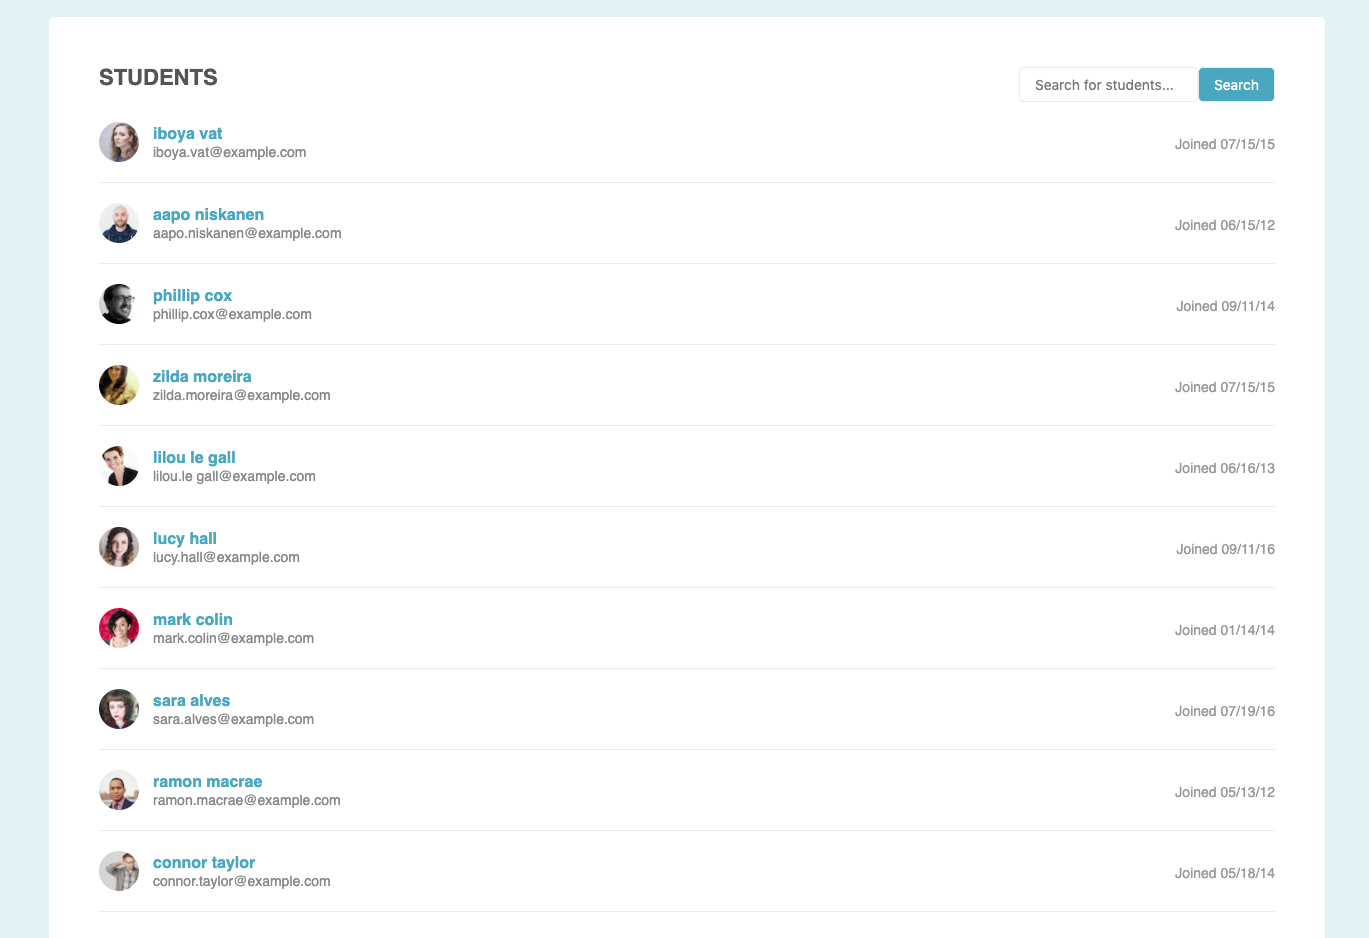 STUDENTS
Search for students...
Search
iboya vat
iboya.vat@example.com
Joined 07/15/15
aapo niskanen
aapo.niskanen@example.com
Joined 06/15/12
phillip cox
phillip.cox@example.com
Joined 09/11/14
zilda moreira
zilda.moreira@example.com
Joined 07/15/15
lilou le gall
lilou.le gall@example.com
Joined 06/16/13
lucy hall
lucy.hall@example.com
Joined 09/11/16
mark colin
mark.colin@example.com
Joined 01/14/14
sara alves
sara.alves@example.com
Joined 07/19/16
ramon macrae
ramon.macrae@example.com
Joined 05/13/12
connor taylor
connor.taylor@example.com
Joined 05/18/14